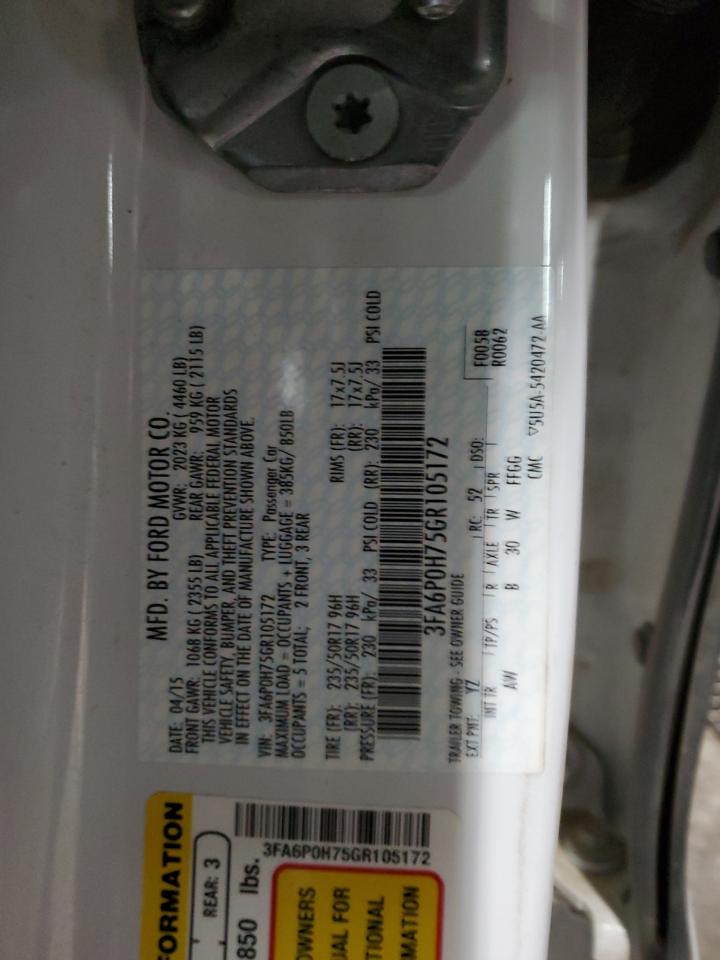 MFD. BY FORD MOTOR CO.
DATE: 04/15 GVWR: 2023 KG ( 4460 LB)
FRONT GAWR: 1068 KG ( 2355 LB) REAR GAWR: 959 KG ( 2115 LB)
THIS VEHICLE CONFORMS TO ALL APPLICABLE FEDERAL MOTOR
VEHICLE SAFETY, BUMPER, AND THEFT PREVENTION STANDARDS
IN EFFECT ON THE DATE OF MANUFACTURE SHOWN ABOVE.
VIN: 3FA6P0H75GR105172 TYPE: Passenger Car
MAXIMUM LOAD = OCCUPANTS + LUGGAGE = 385KG/ 850LB
OCCUPANTS = 5 TOTAL; 2 FRONT, 3 REAR
TIRE (FR): 235/50R17 96H RIMS (FR): 17x7.5J
(RR): 235/50R17 96H (RR): 17x7.5J
PRESSURE (FR): 230 kPa/ 33 PSI COLD (RR): 230 kPa/ 33 PSI COLD
3FA6P0H75GR105172
TRAILER TOWING - SEE OWNER GUIDE
F005B
R0062
EXT PNT: YZ RC: 52 DSO:
INT TR TP/PS R AXLE TR SPR
AW B 30 W FFGG
CMC ▽5U5A-5420472-AA
FORMATION
REAR: 3
850 lbs.
3FA6P0H75GR105172
OWNERS
UAL FOR
TIONAL
MATION